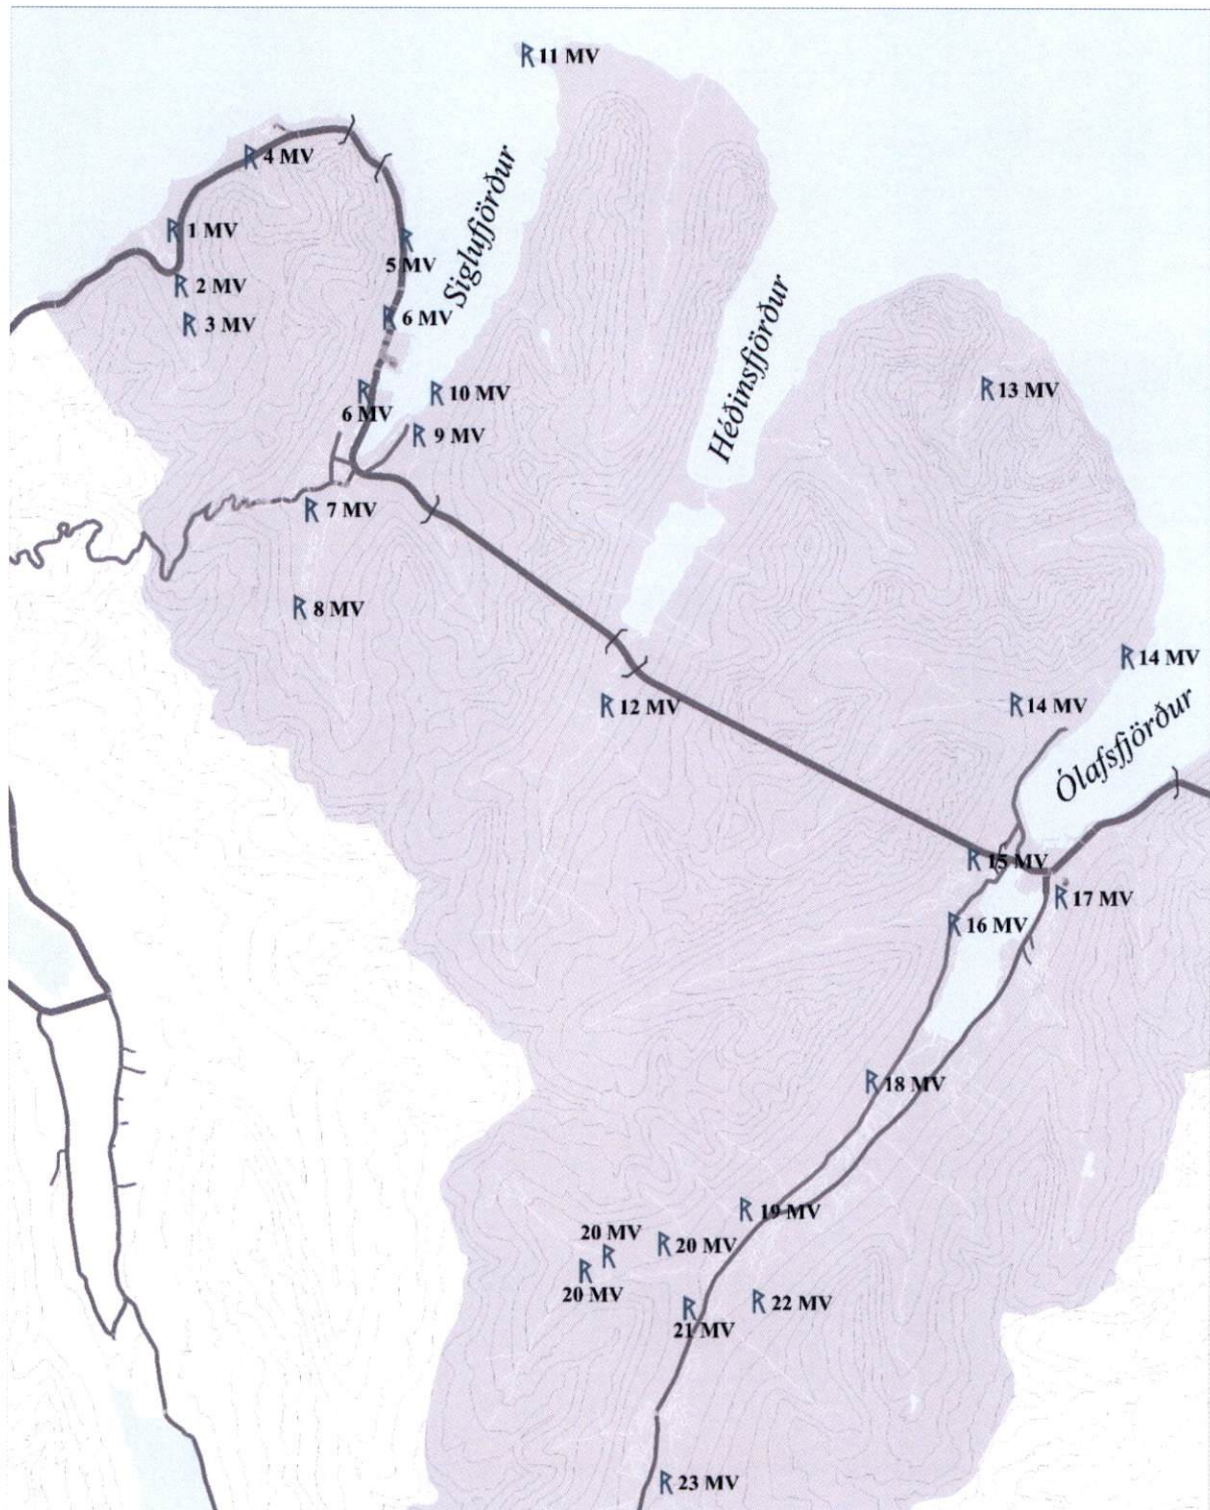 11 MV
4 MV
1 MV
Siglufjörður
5 MV
2 MV
3 MV
6 MV
Héðinsfjörður
10 MV
13 MV
6 MV
9 MV
7 MV
8 MV
14 MV
12 MV
14 MV
Ólafsfjörður
15 MV
17 MV
16 MV
18 MV
19 MV
20 MV
20 MV
20 MV
22 MV
21 MV
23 MV